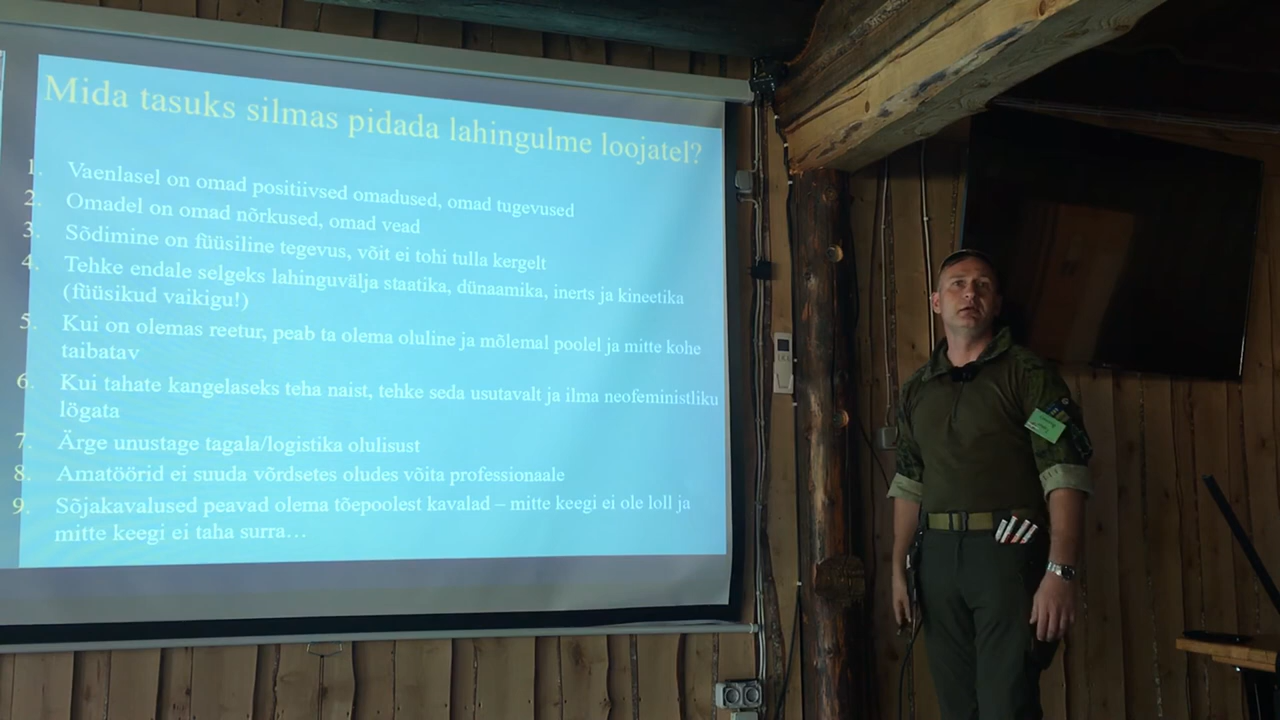 Mida tasuks silmas pidada lahingulme loojatel?
1. Vaenlasel on omad positiivsed omadused, omad tugevused
2. Omadel on omad nõrkused, omad vead
3. Sõdimine on füüsiline tegevus, võit ei tohi tulla kergelt
4. Tehke endale selgeks lahinguvälja staatika, dünaamika, inerts ja kineetika
(füüsikud vaikigu!)
5. Kui on olemas reetur, peab ta olema oluline ja mõlemal poolel ja mitte kohe
taibatav
6. Kui tahate kangelaseks teha naist, tehke seda usutavalt ja ilma neofeministliku
lögata
7. Ärge unustage tagala/logistika olulisust
8. Amatöörid ei suuda võrdsetes oludes võita professionaale
9. Sõjakavalused peavad olema tõepoolest kavalad – mitte keegi ei ole loll ja
mitte keegi ei taha surra…